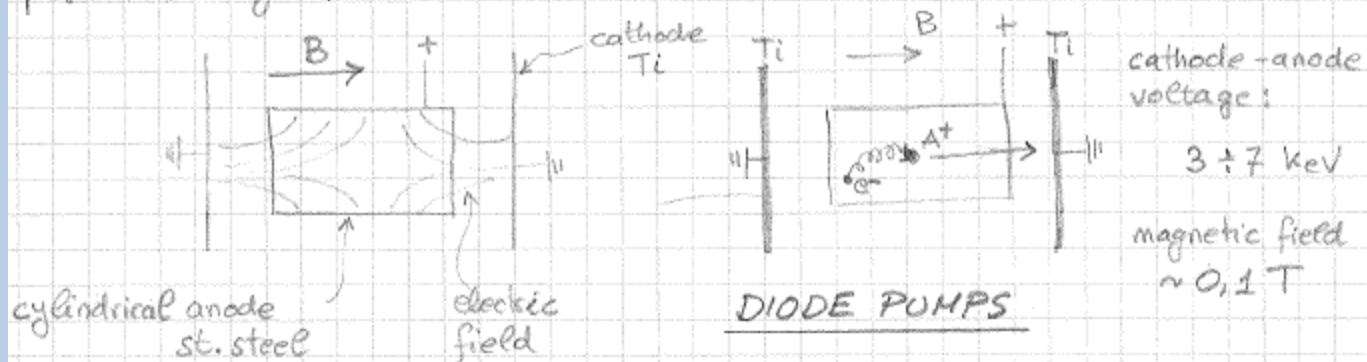 B
+
cathode
Ti
cylindrical anode
st. steel
electric
field
Ti
B
+
Ti
A+
e-
DIODE PUMPS
cathode-anode
voltage:
3 ÷ 7 keV
magnetic field
~ 0,1 T